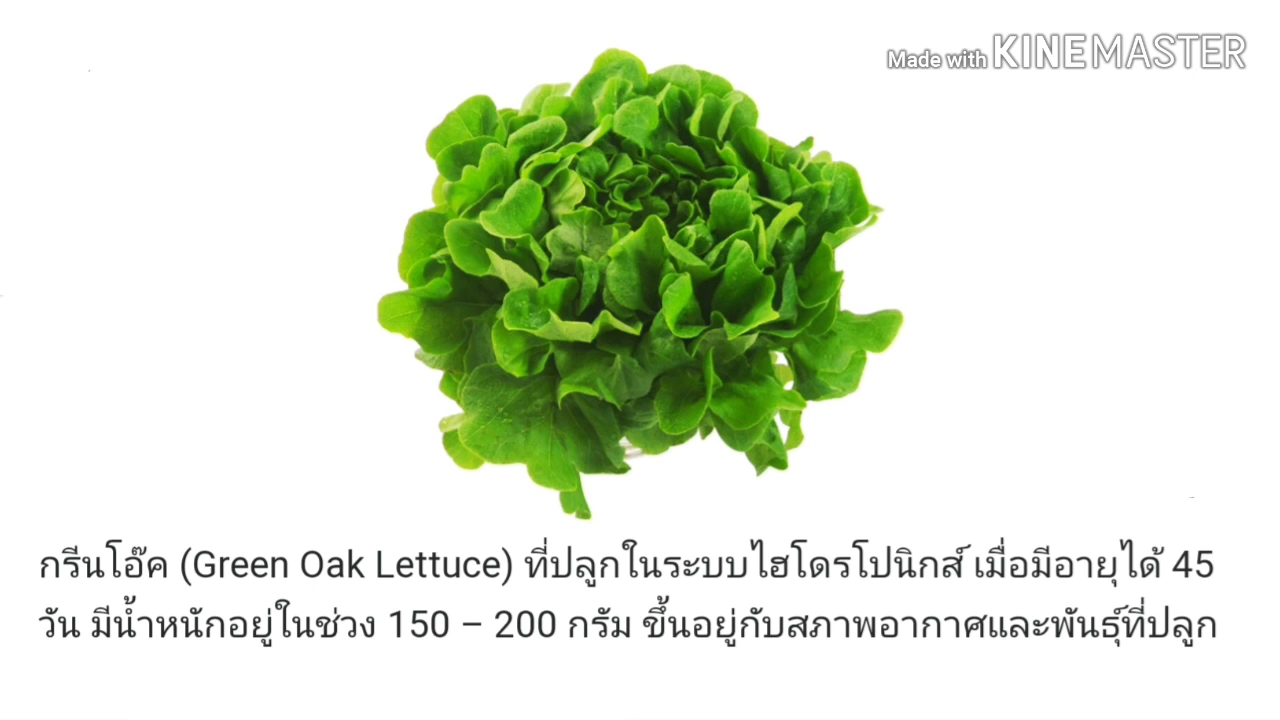 Made with KINEMASTER
กรีนโอ๊ค (Green Oak Lettuce) ที่ปลูกในระบบไฮโดรโปนิกส์ เมื่อมีอายุได้ 45
วัน มีน้ำหนักอยู่ในช่วง 150 – 200 กรัม ขึ้นอยู่กับสภาพอากาศและพันธุ์ที่ปลูก